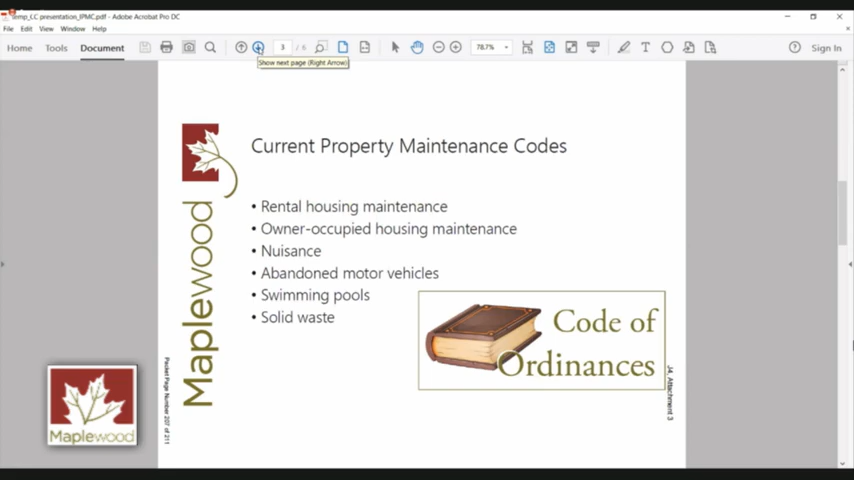 temp_CC presentation_IPMC.pdf - Adobe Acrobat Pro DC
File Edit View Window Help
Home Tools Document
3 / 6
78.7%
Sign In
Show next page (Right Arrow)
Current Property Maintenance Codes
• Rental housing maintenance
• Owner-occupied housing maintenance
• Nuisance
• Abandoned motor vehicles
• Swimming pools
• Solid waste
Code of
Ordinances
Maplewood
Packet Page Number 207 of 211
J4, Attachment 3
Maplewood